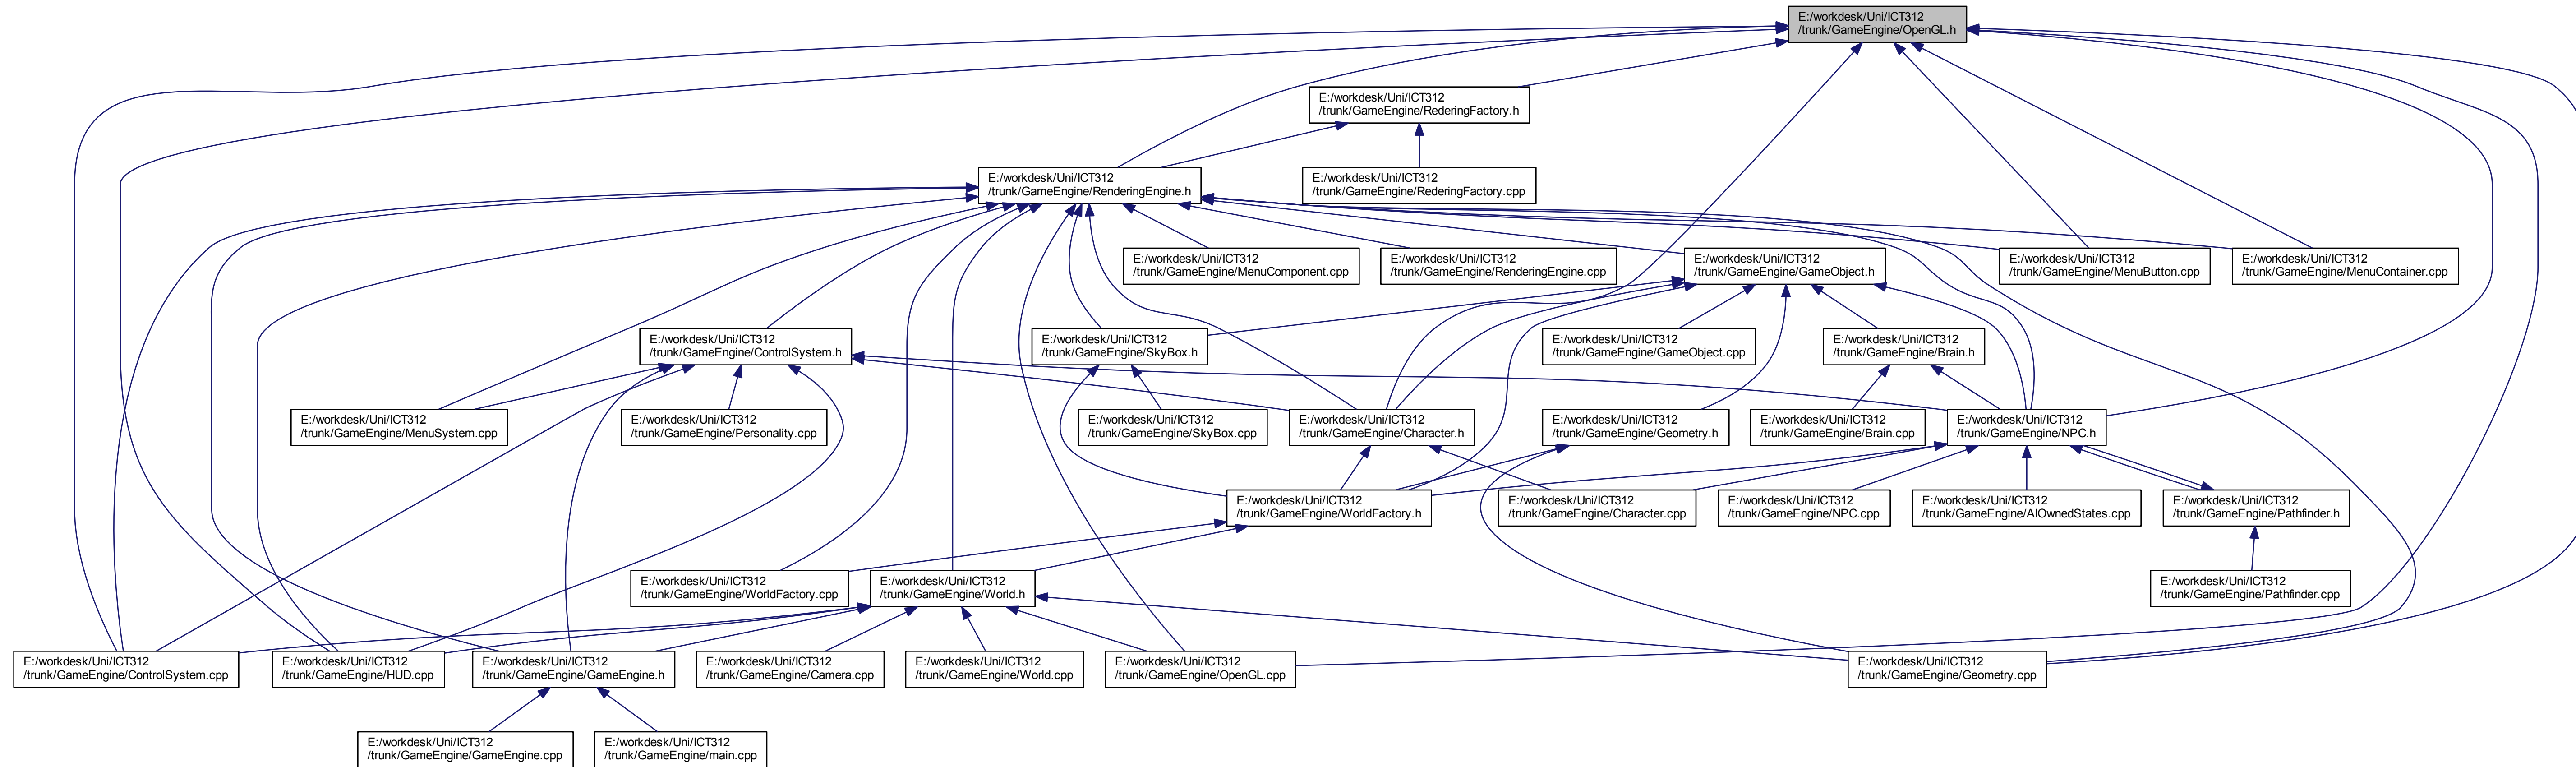 E:/workdesk/Uni/ICT312
/trunk/GameEngine/OpenGL.h
E:/workdesk/Uni/ICT312
/trunk/GameEngine/RederingFactory.h
E:/workdesk/Uni/ICT312
/trunk/GameEngine/RenderingEngine.h
E:/workdesk/Uni/ICT312
/trunk/GameEngine/RederingFactory.cpp
E:/workdesk/Uni/ICT312
/trunk/GameEngine/MenuComponent.cpp
E:/workdesk/Uni/ICT312
/trunk/GameEngine/RenderingEngine.cpp
E:/workdesk/Uni/ICT312
/trunk/GameEngine/GameObject.h
E:/workdesk/Uni/ICT312
/trunk/GameEngine/MenuButton.cpp
E:/workdesk/Uni/ICT312
/trunk/GameEngine/MenuContainer.cpp
E:/workdesk/Uni/ICT312
/trunk/GameEngine/ControlSystem.h
E:/workdesk/Uni/ICT312
/trunk/GameEngine/SkyBox.h
E:/workdesk/Uni/ICT312
/trunk/GameEngine/GameObject.cpp
E:/workdesk/Uni/ICT312
/trunk/GameEngine/Brain.h
E:/workdesk/Uni/ICT312
/trunk/GameEngine/MenuSystem.cpp
E:/workdesk/Uni/ICT312
/trunk/GameEngine/Personality.cpp
E:/workdesk/Uni/ICT312
/trunk/GameEngine/SkyBox.cpp
E:/workdesk/Uni/ICT312
/trunk/GameEngine/Character.h
E:/workdesk/Uni/ICT312
/trunk/GameEngine/Geometry.h
E:/workdesk/Uni/ICT312
/trunk/GameEngine/Brain.cpp
E:/workdesk/Uni/ICT312
/trunk/GameEngine/NPC.h
E:/workdesk/Uni/ICT312
/trunk/GameEngine/WorldFactory.h
E:/workdesk/Uni/ICT312
/trunk/GameEngine/Character.cpp
E:/workdesk/Uni/ICT312
/trunk/GameEngine/NPC.cpp
E:/workdesk/Uni/ICT312
/trunk/GameEngine/AIOwnedStates.cpp
E:/workdesk/Uni/ICT312
/trunk/GameEngine/Pathfinder.h
E:/workdesk/Uni/ICT312
/trunk/GameEngine/WorldFactory.cpp
E:/workdesk/Uni/ICT312
/trunk/GameEngine/World.h
E:/workdesk/Uni/ICT312
/trunk/GameEngine/Pathfinder.cpp
E:/workdesk/Uni/ICT312
/trunk/GameEngine/ControlSystem.cpp
E:/workdesk/Uni/ICT312
/trunk/GameEngine/HUD.cpp
E:/workdesk/Uni/ICT312
/trunk/GameEngine/GameEngine.h
E:/workdesk/Uni/ICT312
/trunk/GameEngine/Camera.cpp
E:/workdesk/Uni/ICT312
/trunk/GameEngine/World.cpp
E:/workdesk/Uni/ICT312
/trunk/GameEngine/OpenGL.cpp
E:/workdesk/Uni/ICT312
/trunk/GameEngine/Geometry.cpp
E:/workdesk/Uni/ICT312
/trunk/GameEngine/GameEngine.cpp
E:/workdesk/Uni/ICT312
/trunk/GameEngine/main.cpp